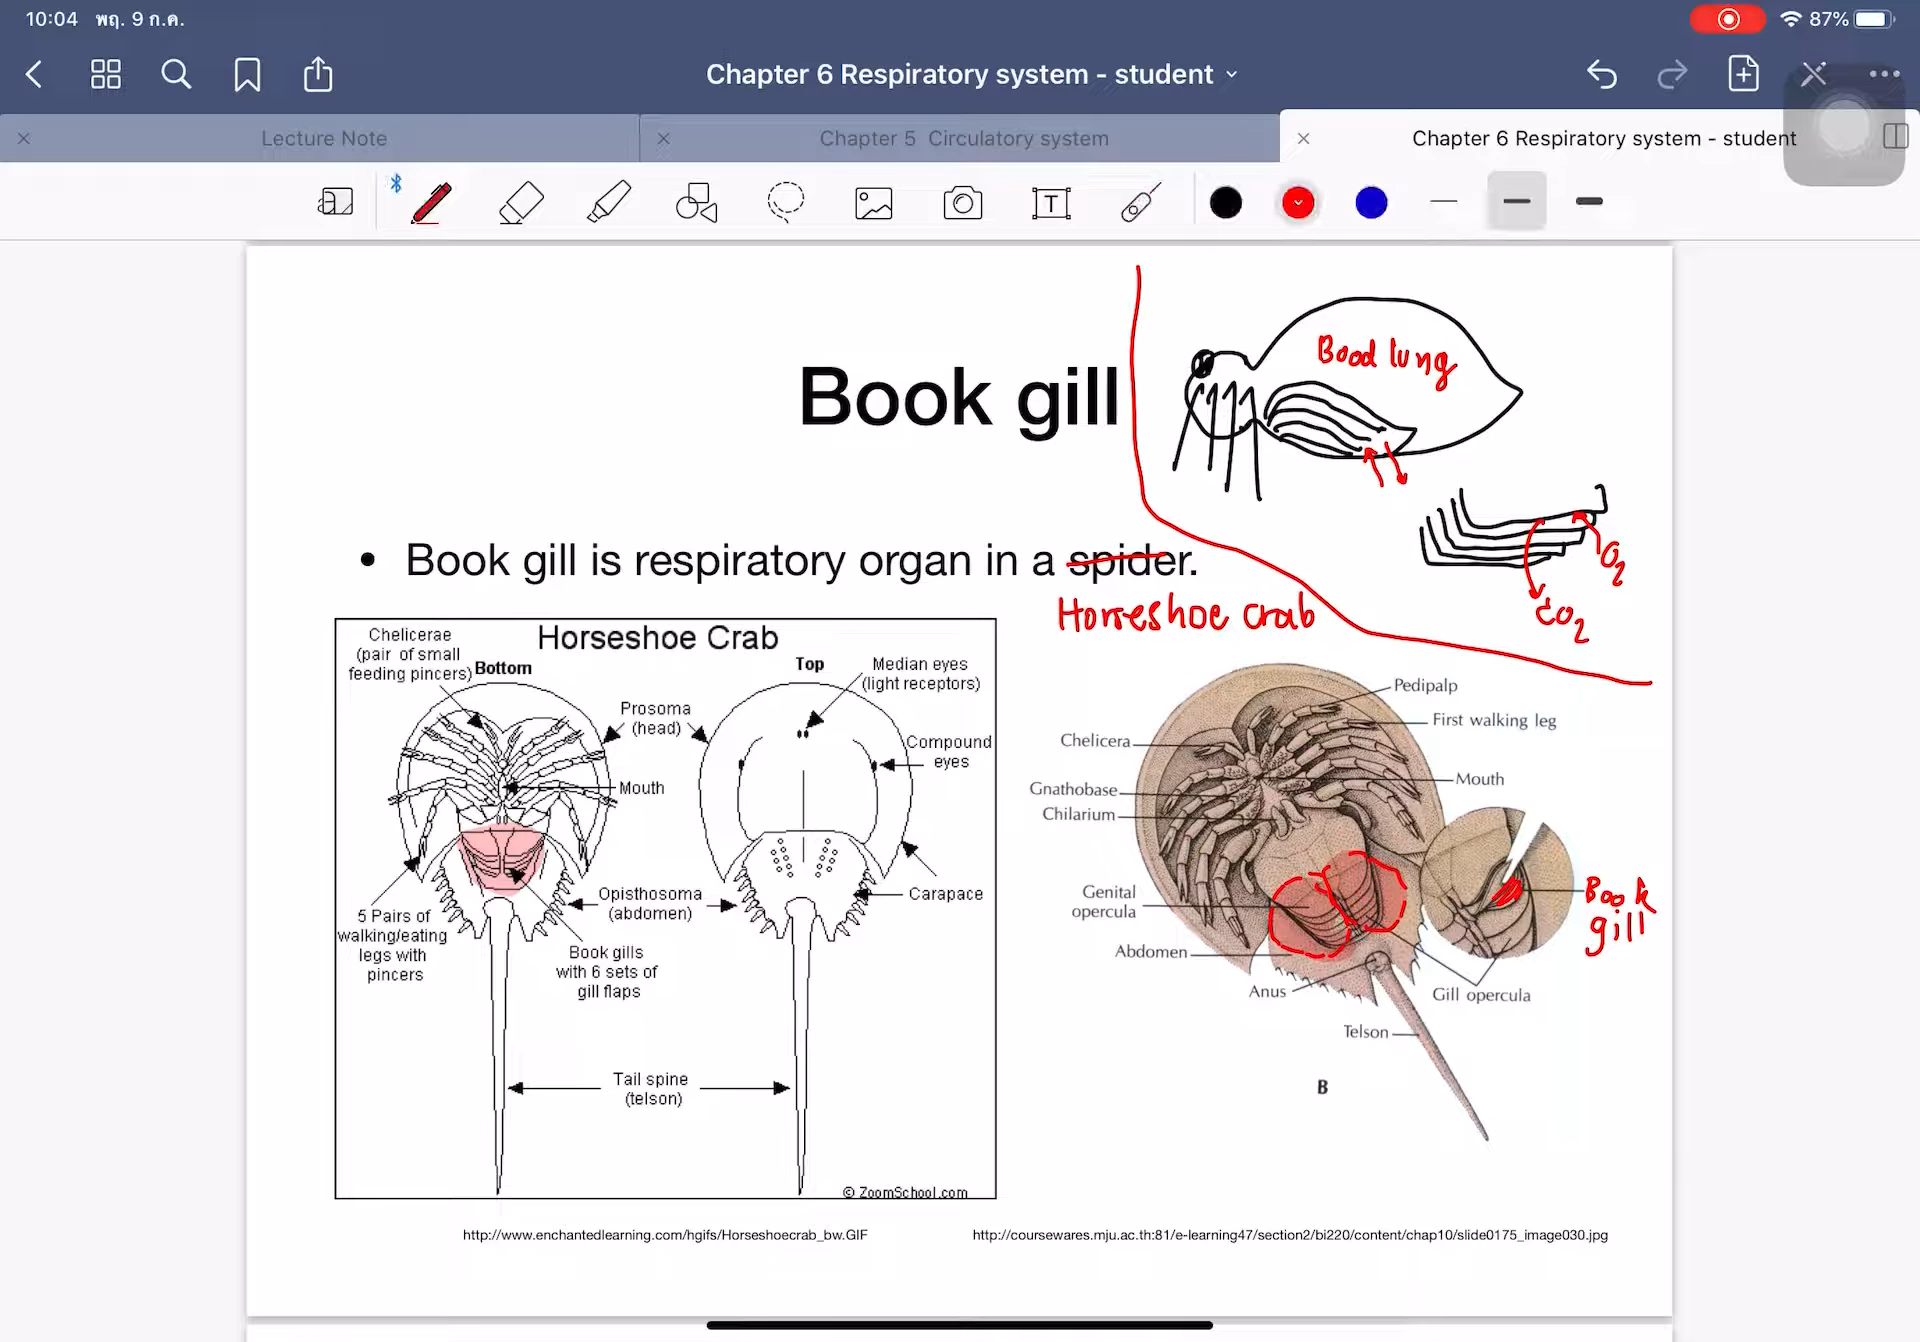 10:04 พฤ. 9 ก.ค.
87%
Chapter 6 Respiratory system - student
Lecture Note
Chapter 5 Circulatory system
Chapter 6 Respiratory system - student
Book gill
Bood lung
• Book gill is respiratory organ in a spider.
Horseshoe crab
O2
CO2
Horseshoe Crab
Bottom
Top
Chelicerae
(pair of small
feeding pincers)
Median eyes
(light receptors)
Prosoma
(head)
Compound
eyes
Mouth
Opisthosoma
(abdomen)
Carapace
5 Pairs of
walking/eating
legs with
pincers
Book gills
with 6 sets of
gill flaps
Tail spine
(telson)
© ZoomSchool.com
Pedipalp
First walking leg
Chelicera
Mouth
Gnathobase
Chilarium
Genital
opercula
Book
gill
Abdomen
Anus
Gill opercula
Telson
B
http://www.enchantedlearning.com/hgifs/Horseshoecrab_bw.GIF
http://coursewares.mju.ac.th:81/e-learning47/section2/bi220/content/chap10/slide0175_image030.jpg